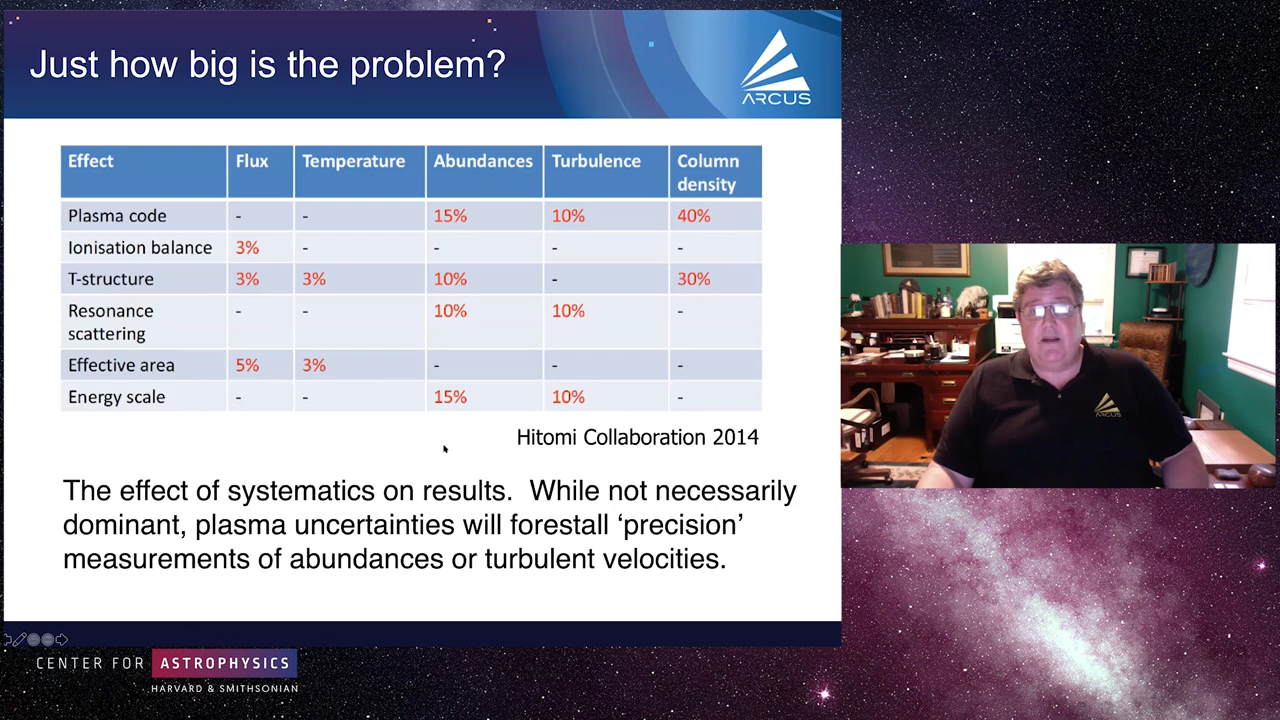 Just how big is the problem?
ARCUS
Effect Flux Temperature Abundances Turbulence Column density
Plasma code - - 15% 10% 40%
Ionisation balance 3% - - - -
T-structure 3% 3% 10% - 30%
Resonance scattering - - 10% 10% -
Effective area 5% 3% - - -
Energy scale - - 15% 10% -
Hitomi Collaboration 2014
The effect of systematics on results. While not necessarily
dominant, plasma uncertainties will forestall ‘precision’
measurements of abundances or turbulent velocities.
ARCUS
CENTER FOR ASTROPHYSICS
HARVARD & SMITHSONIAN